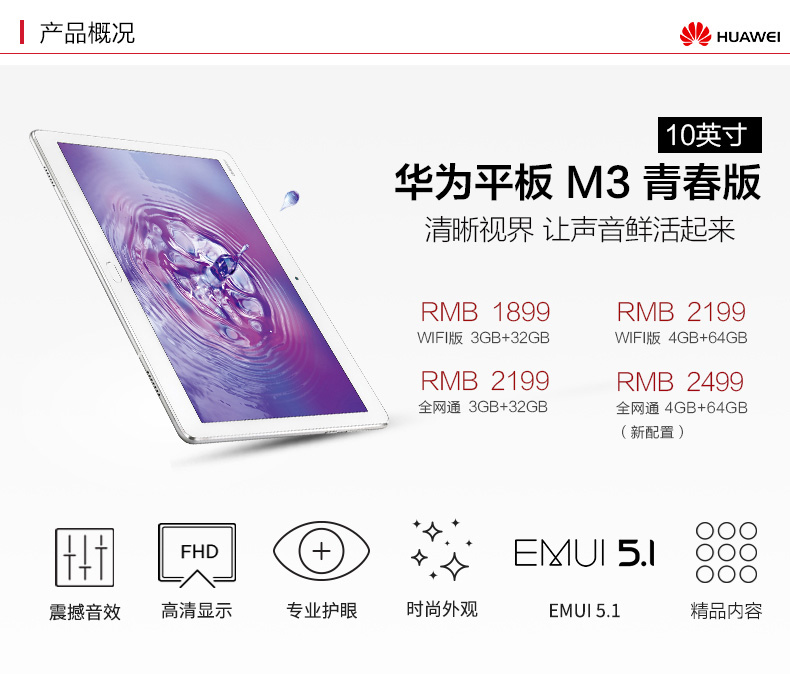 产品概况
HUAWEI
10英寸
华为平板 M3 青春版
清晰视界 让声音鲜活起来
RMB 1899
WIFI版 3GB+32GB
RMB 2199
WIFI版 4GB+64GB
RMB 2199
全网通 3GB+32GB
RMB 2499
全网通 4GB+64GB
（新配置）
FHD
EMUI 5.1
震撼音效
高清显示
专业护眼
时尚外观
EMUI 5.1
精品内容